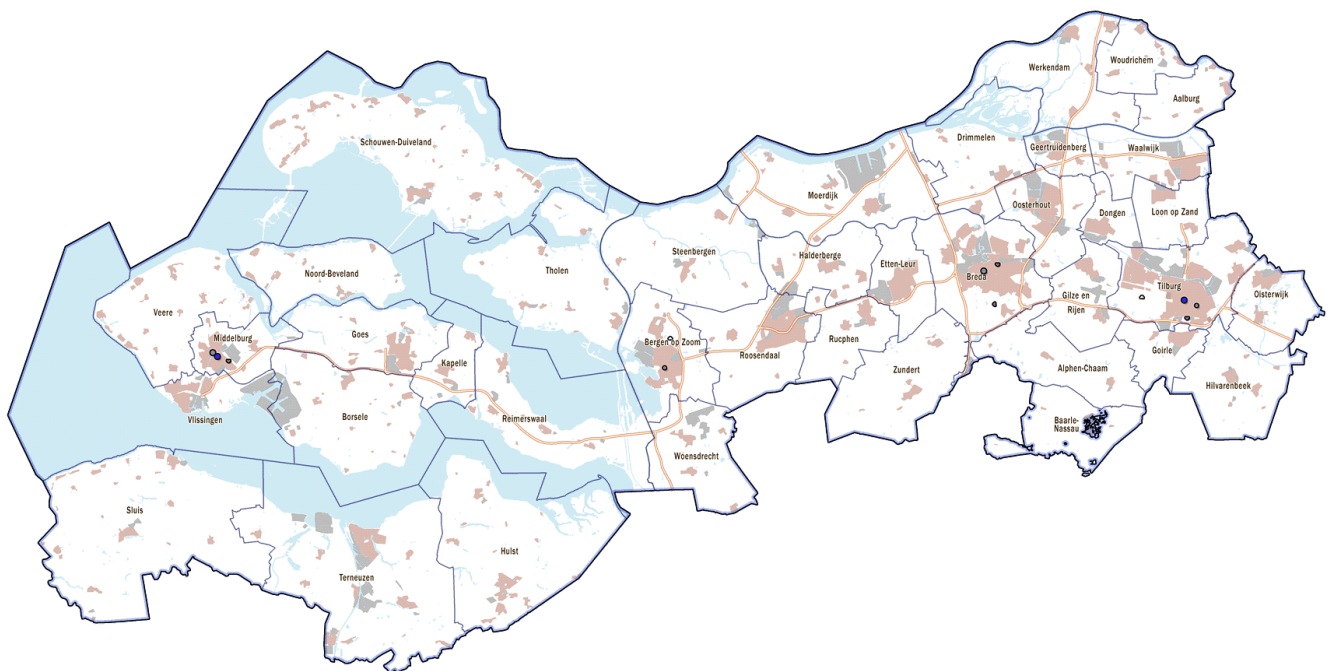 Werkendam
Woudrichem
Aalburg
Schouwen-Duiveland
Drimmelen
Geertruidenberg
Waalwijk
Moerdijk
Oosterhout
Dongen
Loon op Zand
Steenbergen
Halderberge
Etten-Leur
Noord-Beveland
Tholen
Breda
Tilburg
Oisterwijk
Gilze en
Rijen
Veere
Middelburg
Goes
Kapelle
Bergen op Zoom
Roosendaal
Rucphen
Goirle
Zundert
Alphen-Chaam
Hilvarenbeek
Vlissingen
Borsele
Reimerswaal
Baarle-
Nassau
Woensdrecht
Sluis
Hulst
Terneuzen